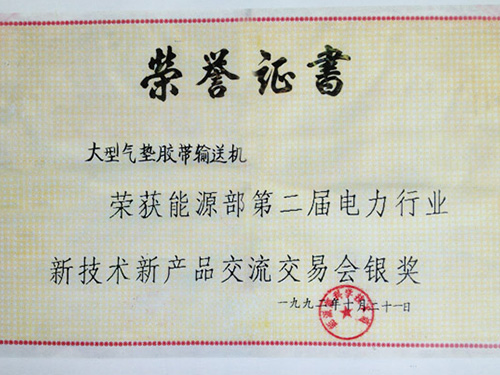 荣誉证书
大型气垫胶带输送机
荣获能源部第二届电力行业
新技术新产品交流交易会银奖
一九九二年十月二十一日